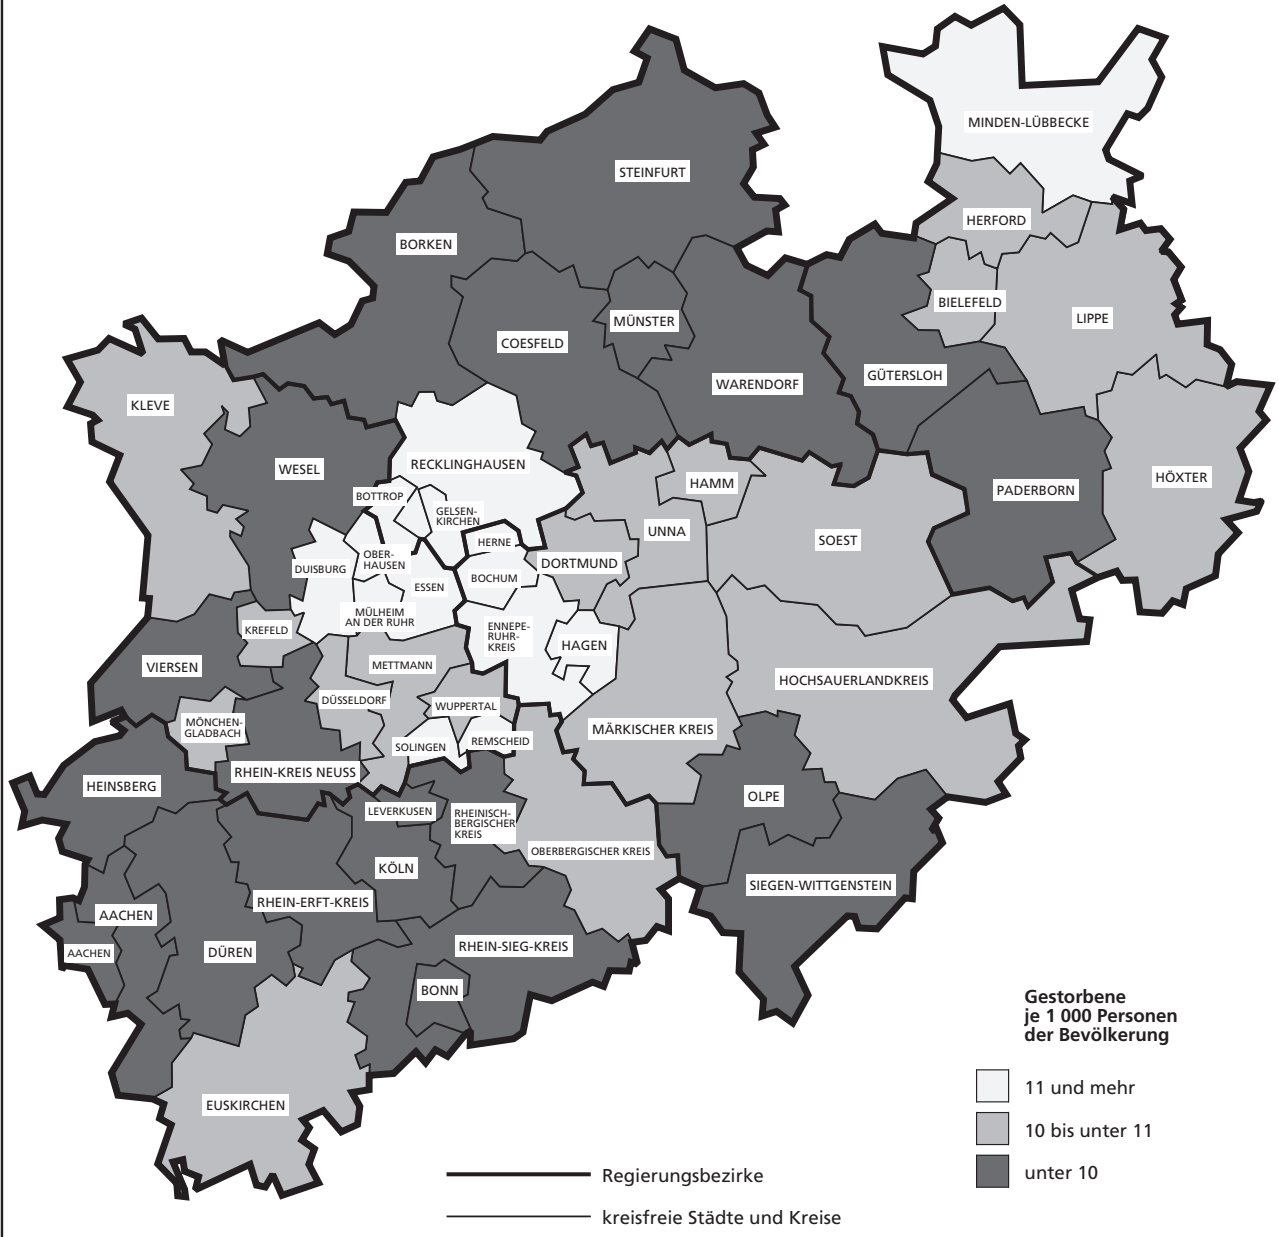 MINDEN-LÜBBECKE
STEINFURT
HERFORD
BORKEN
BIELEFELD
LIPPE
MÜNSTER
COESFELD
GÜTERSLOH
WARENDORF
KLEVE
RECKLINGHAUSEN
WESEL
HÖXTER
HAMM
PADERBORN
BOTTROP
GELSEN-
KIRCHEN
UNNA
SOEST
HERNE
OBER-
HAUSEN
DORTMUND
DUISBURG
BOCHUM
ESSEN
MÜLHEIM
AN DER RUHR
KREFELD
ENNEPE-
RUHR-
KREIS
HAGEN
VIERSEN
METTMANN
HOCHSAUERLANDKREIS
DÜSSELDORF
WUPPERTAL
MÖNCHEN-
GLADBACH
MÄRKISCHER KREIS
SOLINGEN
REMSCHEID
RHEIN-KREIS NEUSS
HEINSBERG
OLPE
LEVERKUSEN
RHEINISCH-
BERGISCHER
KREIS
OBERBERGISCHER KREIS
KÖLN
SIEGEN-WITTGENSTEIN
RHEIN-ERFT-KREIS
AACHEN
RHEIN-SIEG-KREIS
AACHEN
DÜREN
BONN
EUSKIRCHEN
Gestorbene
je 1 000 Personen
der Bevölkerung
11 und mehr
10 bis unter 11
unter 10
Regierungsbezirke
kreisfreie Städte und Kreise